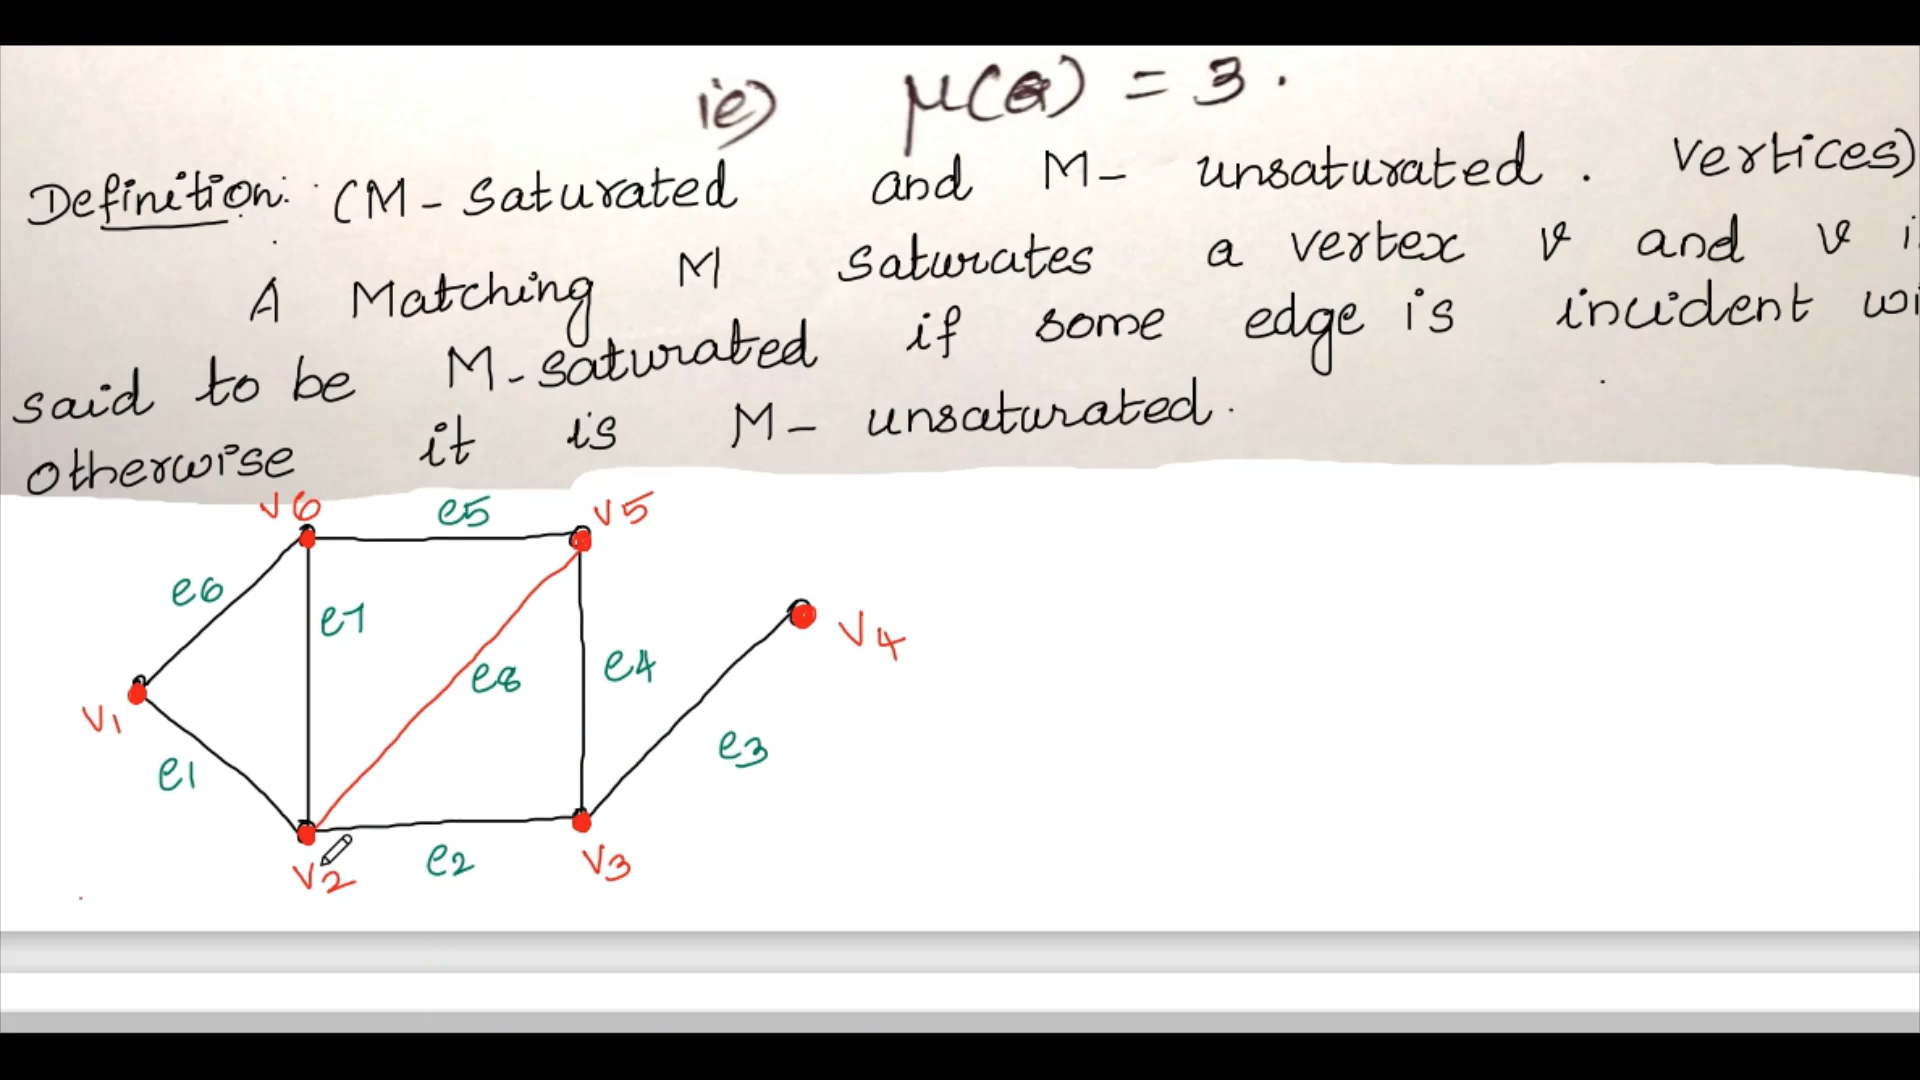 ie) μ(G) = 3.
Definition: (M-Saturated and M- unsaturated. Vertices)
A Matching M saturates a vertex v and v i
said to be M-saturated if some edge is incident wi
otherwise it is M- unsaturated.
v6 e5 v5
e6 e7
e8 e4 v4
v1
e1 e3
v2 e2 v3